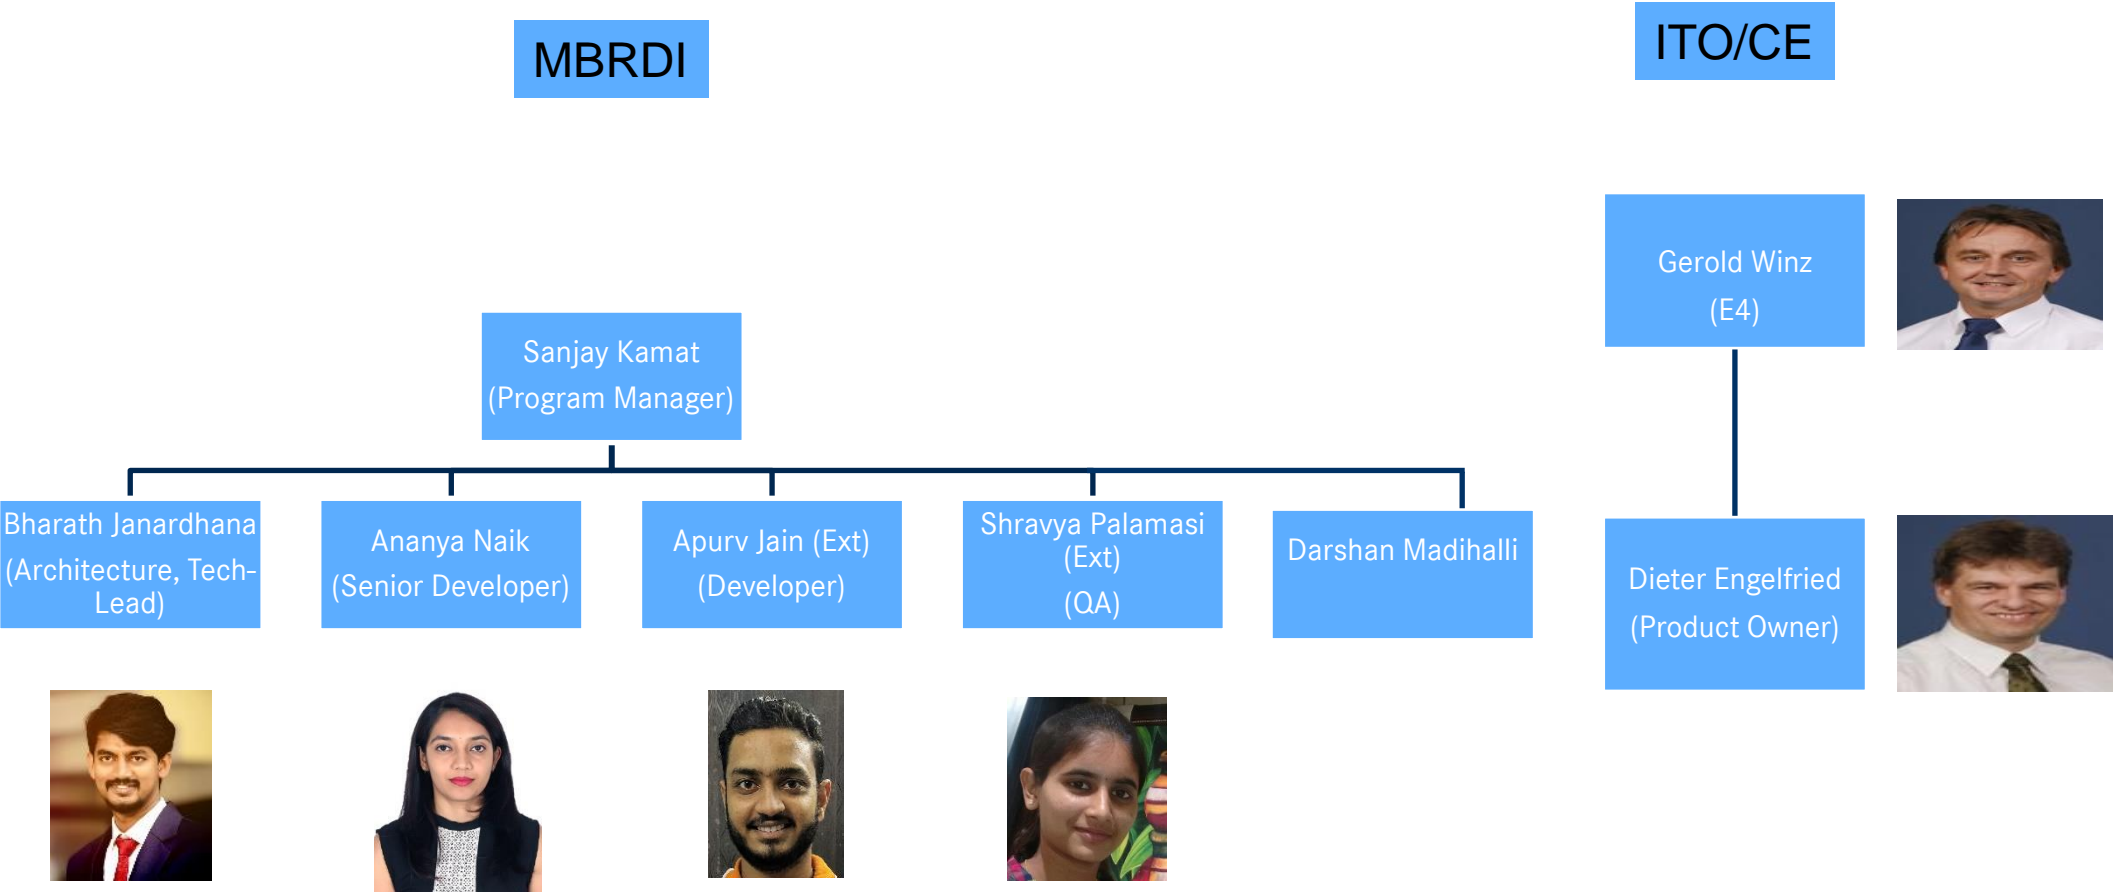 MBRDI
ITO/CE
Gerold Winz
(E4)
Sanjay Kamat
(Program Manager)
Bharath Janardhana
(Architecture, Tech-
Lead)
Ananya Naik
(Senior Developer)
Apurv Jain (Ext)
(Developer)
Shravya Palamasi
(Ext)
(QA)
Darshan Madihalli
Dieter Engelfried
(Product Owner)